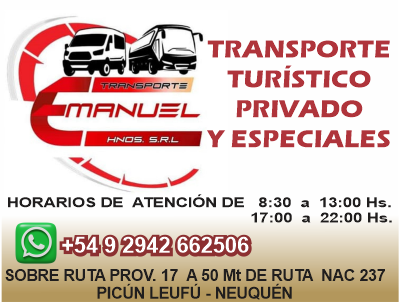 TRANSPORTE
EMANUEL
HNOS. S.R.L
TRANSPORTE
TURÍSTICO
PRIVADO
Y ESPECIALES
HORARIOS DE ATENCIÓN DE 8:30 a 13:00 Hs.
17:00 a 22:00 Hs.
+54 9 2942 662506
SOBRE RUTA PROV. 17 A 50 Mt DE RUTA NAC 237
PICÚN LEUFÚ - NEUQUÉN